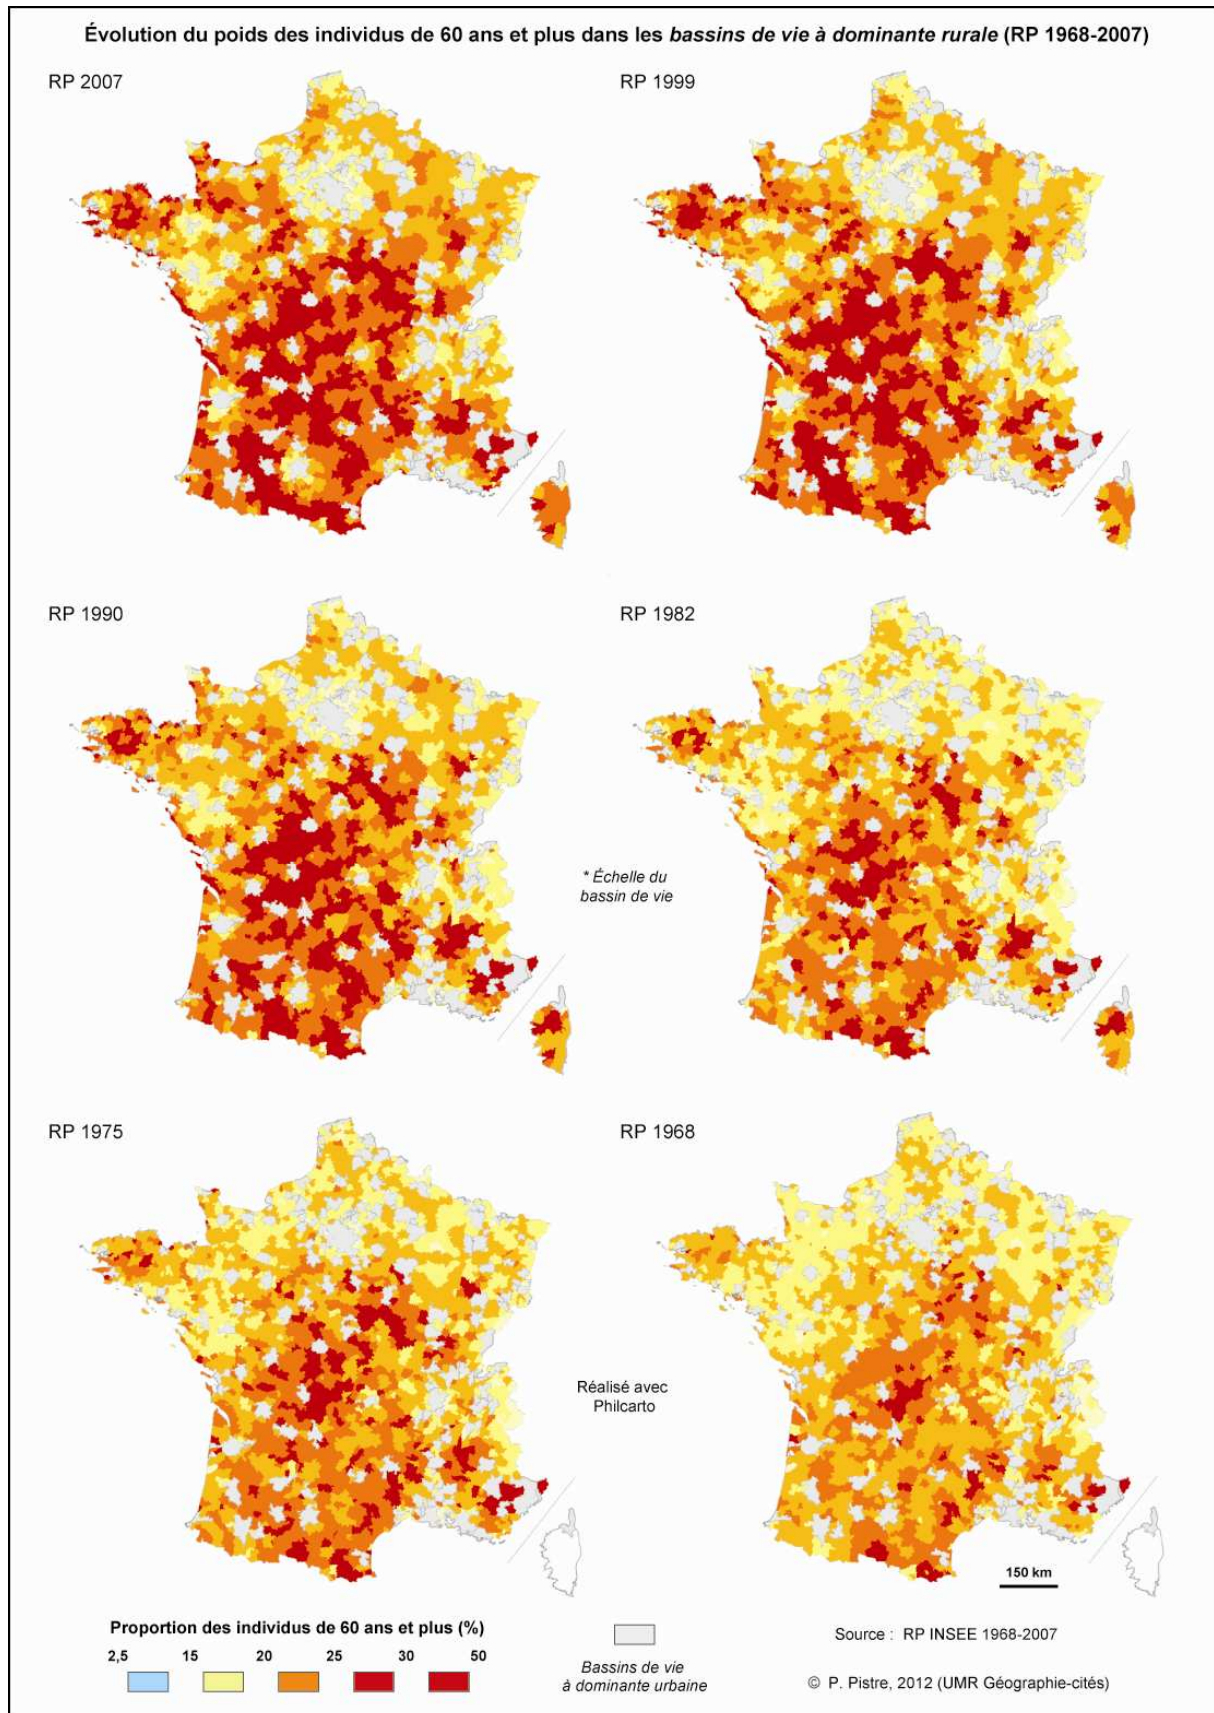 Évolution du poids des individus de 60 ans et plus dans les bassins de vie à dominante rurale (RP 1968-2007)
RP 2007
RP 1999
RP 1990
RP 1982
* Échelle du
bassin de vie
RP 1975
RP 1968
Réalisé avec
Philcarto
150 km
Proportion des individus de 60 ans et plus (%)
2,5 15 20 25 30 50
Bassins de vie
à dominante urbaine
Source : RP INSEE 1968-2007
© P. Pistre, 2012 (UMR Géographie-cités)